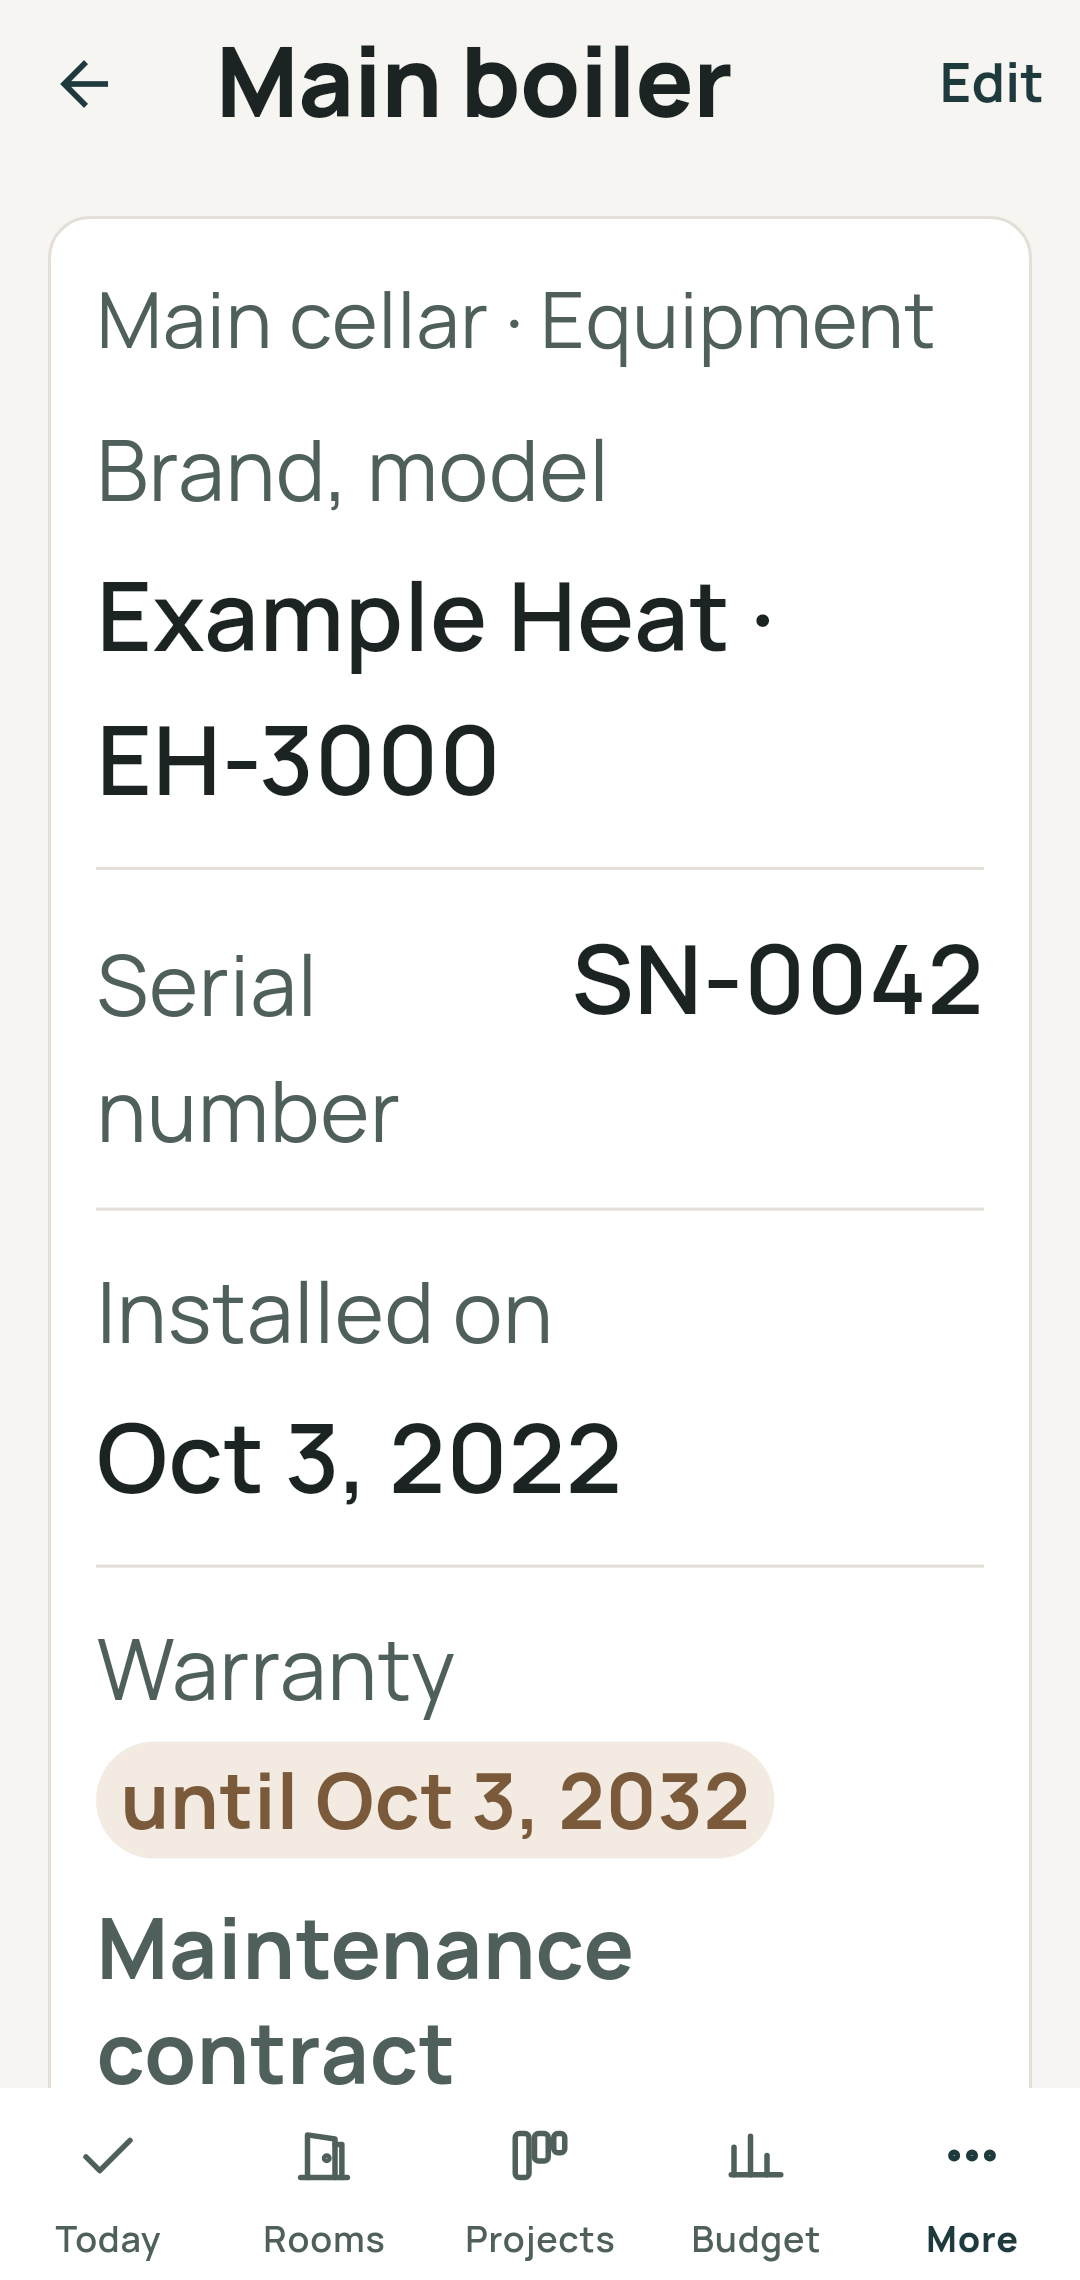 Main boiler
Edit
Main cellar · Equipment
Brand, model
Example Heat ·
EH-3000
Serial
number
SN-0042
Installed on
Oct 3, 2022
Warranty
until Oct 3, 2032
Maintenance
contract
Today
Rooms
Projects
Budget
More